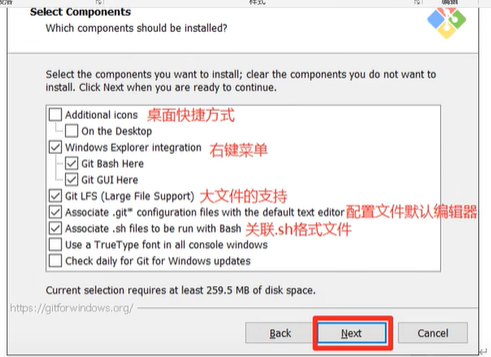 样式
Select Components
Which components should be installed?
Select the components you want to install; clear the components you do not want to
install. Click Next when you are ready to continue.
Additional icons 桌面快捷方式
On the Desktop
Windows Explorer integration 右键菜单
Git Bash Here
Git GUI Here
Git LFS (Large File Support) 大文件的支持
Associate .git* configuration files with the default text editor 配置文件默认编辑器
Associate .sh files to be run with Bash 关联.sh格式文件
Use a TrueType font in all console windows
Check daily for Git for Windows updates
Current selection requires at least 259.5 MB of disk space.
https://gitforwindows.org/
Back Next Cancel